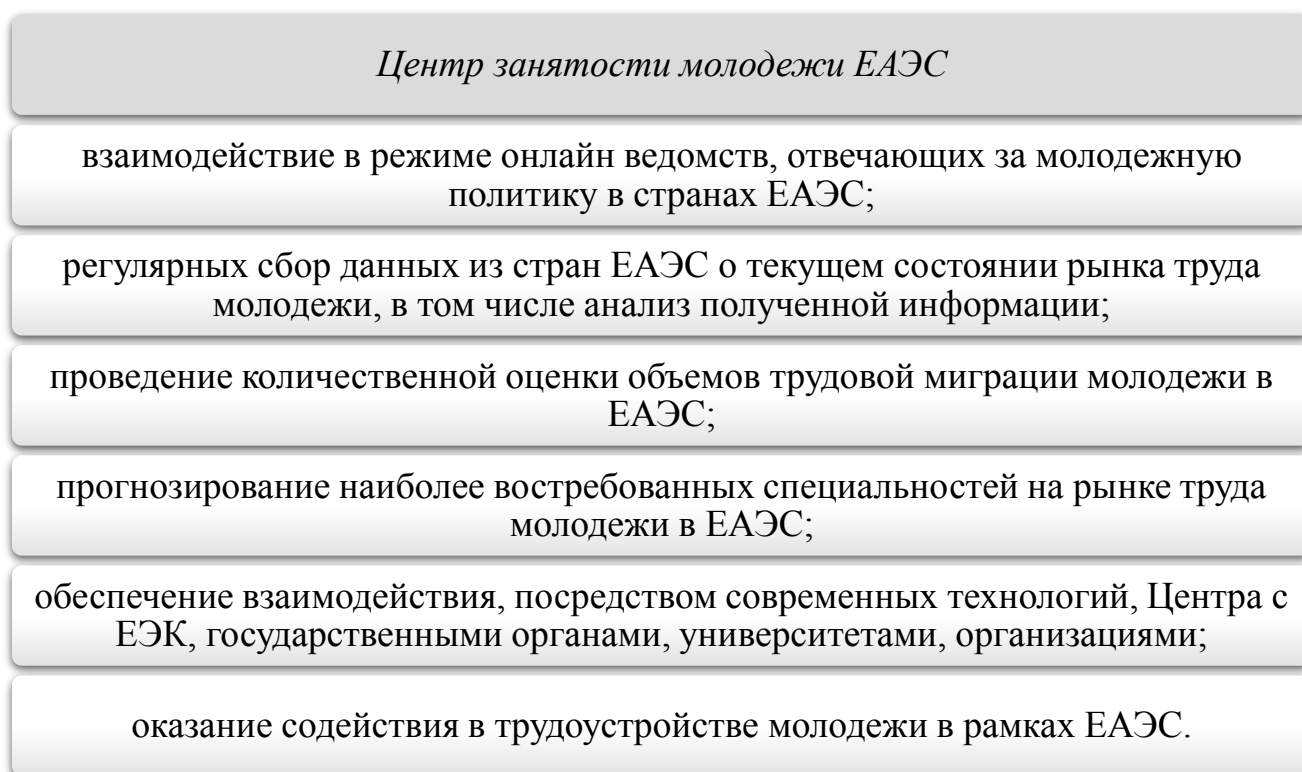 Центр занятости молодежи ЕАЭС
взаимодействие в режиме онлайн ведомств, отвечающих за молодежную
политику в странах ЕАЭС;
регулярных сбор данных из стран ЕАЭС о текущем состоянии рынка труда
молодежи, в том числе анализ полученной информации;
проведение количественной оценки объемов трудовой миграции молодежи в
ЕАЭС;
прогнозирование наиболее востребованных специальностей на рынке труда
молодежи в ЕАЭС;
обеспечение взаимодействия, посредством современных технологий, Центра с
ЕЭК, государственными органами, университетами, организациями;
оказание содействия в трудоустройстве молодежи в рамках ЕАЭС.